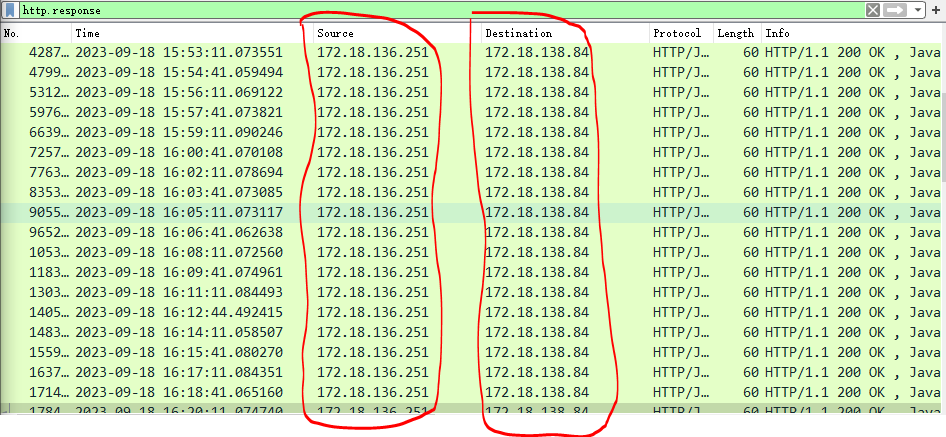 http.response
No. Time Source Destination Protocol Length Info
4287… 2023-09-18 15:53:11.073551 172.18.136.251 172.18.138.84 HTTP/J… 60 HTTP/1.1 200 OK , Java
4799… 2023-09-18 15:54:41.059494 172.18.136.251 172.18.138.84 HTTP/J… 60 HTTP/1.1 200 OK , Java
5312… 2023-09-18 15:56:11.069122 172.18.136.251 172.18.138.84 HTTP/J… 60 HTTP/1.1 200 OK , Java
5976… 2023-09-18 15:57:41.073821 172.18.136.251 172.18.138.84 HTTP/J… 60 HTTP/1.1 200 OK , Java
6639… 2023-09-18 15:59:11.090246 172.18.136.251 172.18.138.84 HTTP/J… 60 HTTP/1.1 200 OK , Java
7257… 2023-09-18 16:00:41.070108 172.18.136.251 172.18.138.84 HTTP/J… 60 HTTP/1.1 200 OK , Java
7763… 2023-09-18 16:02:11.078694 172.18.136.251 172.18.138.84 HTTP/J… 60 HTTP/1.1 200 OK , Java
8353… 2023-09-18 16:03:41.073085 172.18.136.251 172.18.138.84 HTTP/J… 60 HTTP/1.1 200 OK , Java
9055… 2023-09-18 16:05:11.073117 172.18.136.251 172.18.138.84 HTTP/J… 60 HTTP/1.1 200 OK , Java
9652… 2023-09-18 16:06:41.062638 172.18.136.251 172.18.138.84 HTTP/J… 60 HTTP/1.1 200 OK , Java
1053… 2023-09-18 16:08:11.072560 172.18.136.251 172.18.138.84 HTTP/J… 60 HTTP/1.1 200 OK , Java
1183… 2023-09-18 16:09:41.074961 172.18.136.251 172.18.138.84 HTTP/J… 60 HTTP/1.1 200 OK , Java
1303… 2023-09-18 16:11:11.084493 172.18.136.251 172.18.138.84 HTTP/J… 60 HTTP/1.1 200 OK , Java
1405… 2023-09-18 16:12:44.492415 172.18.136.251 172.18.138.84 HTTP/J… 60 HTTP/1.1 200 OK , Java
1483… 2023-09-18 16:14:11.058507 172.18.136.251 172.18.138.84 HTTP/J… 60 HTTP/1.1 200 OK , Java
1559… 2023-09-18 16:15:41.080270 172.18.136.251 172.18.138.84 HTTP/J… 60 HTTP/1.1 200 OK , Java
1637… 2023-09-18 16:17:11.084351 172.18.136.251 172.18.138.84 HTTP/J… 60 HTTP/1.1 200 OK , Java
1714… 2023-09-18 16:18:41.065160 172.18.136.251 172.18.138.84 HTTP/J… 60 HTTP/1.1 200 OK , Java
1784… 2023-09-18 16:20:11.074740 172.18.136.251 172.18.138.84 HTTP/J… 60 HTTP/1.1 200 OK , Java